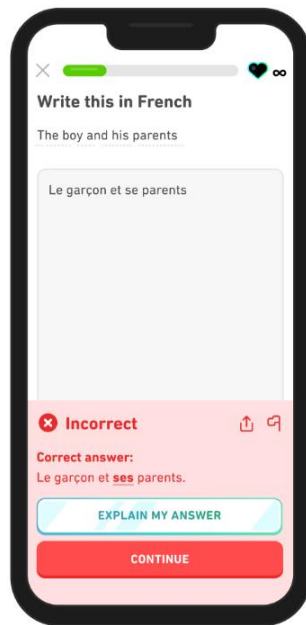 Write this in French
The boy and his parents
Le garçon et se parents
Incorrect
Correct answer:
Le garçon et ses parents.
EXPLAIN MY ANSWER
CONTINUE